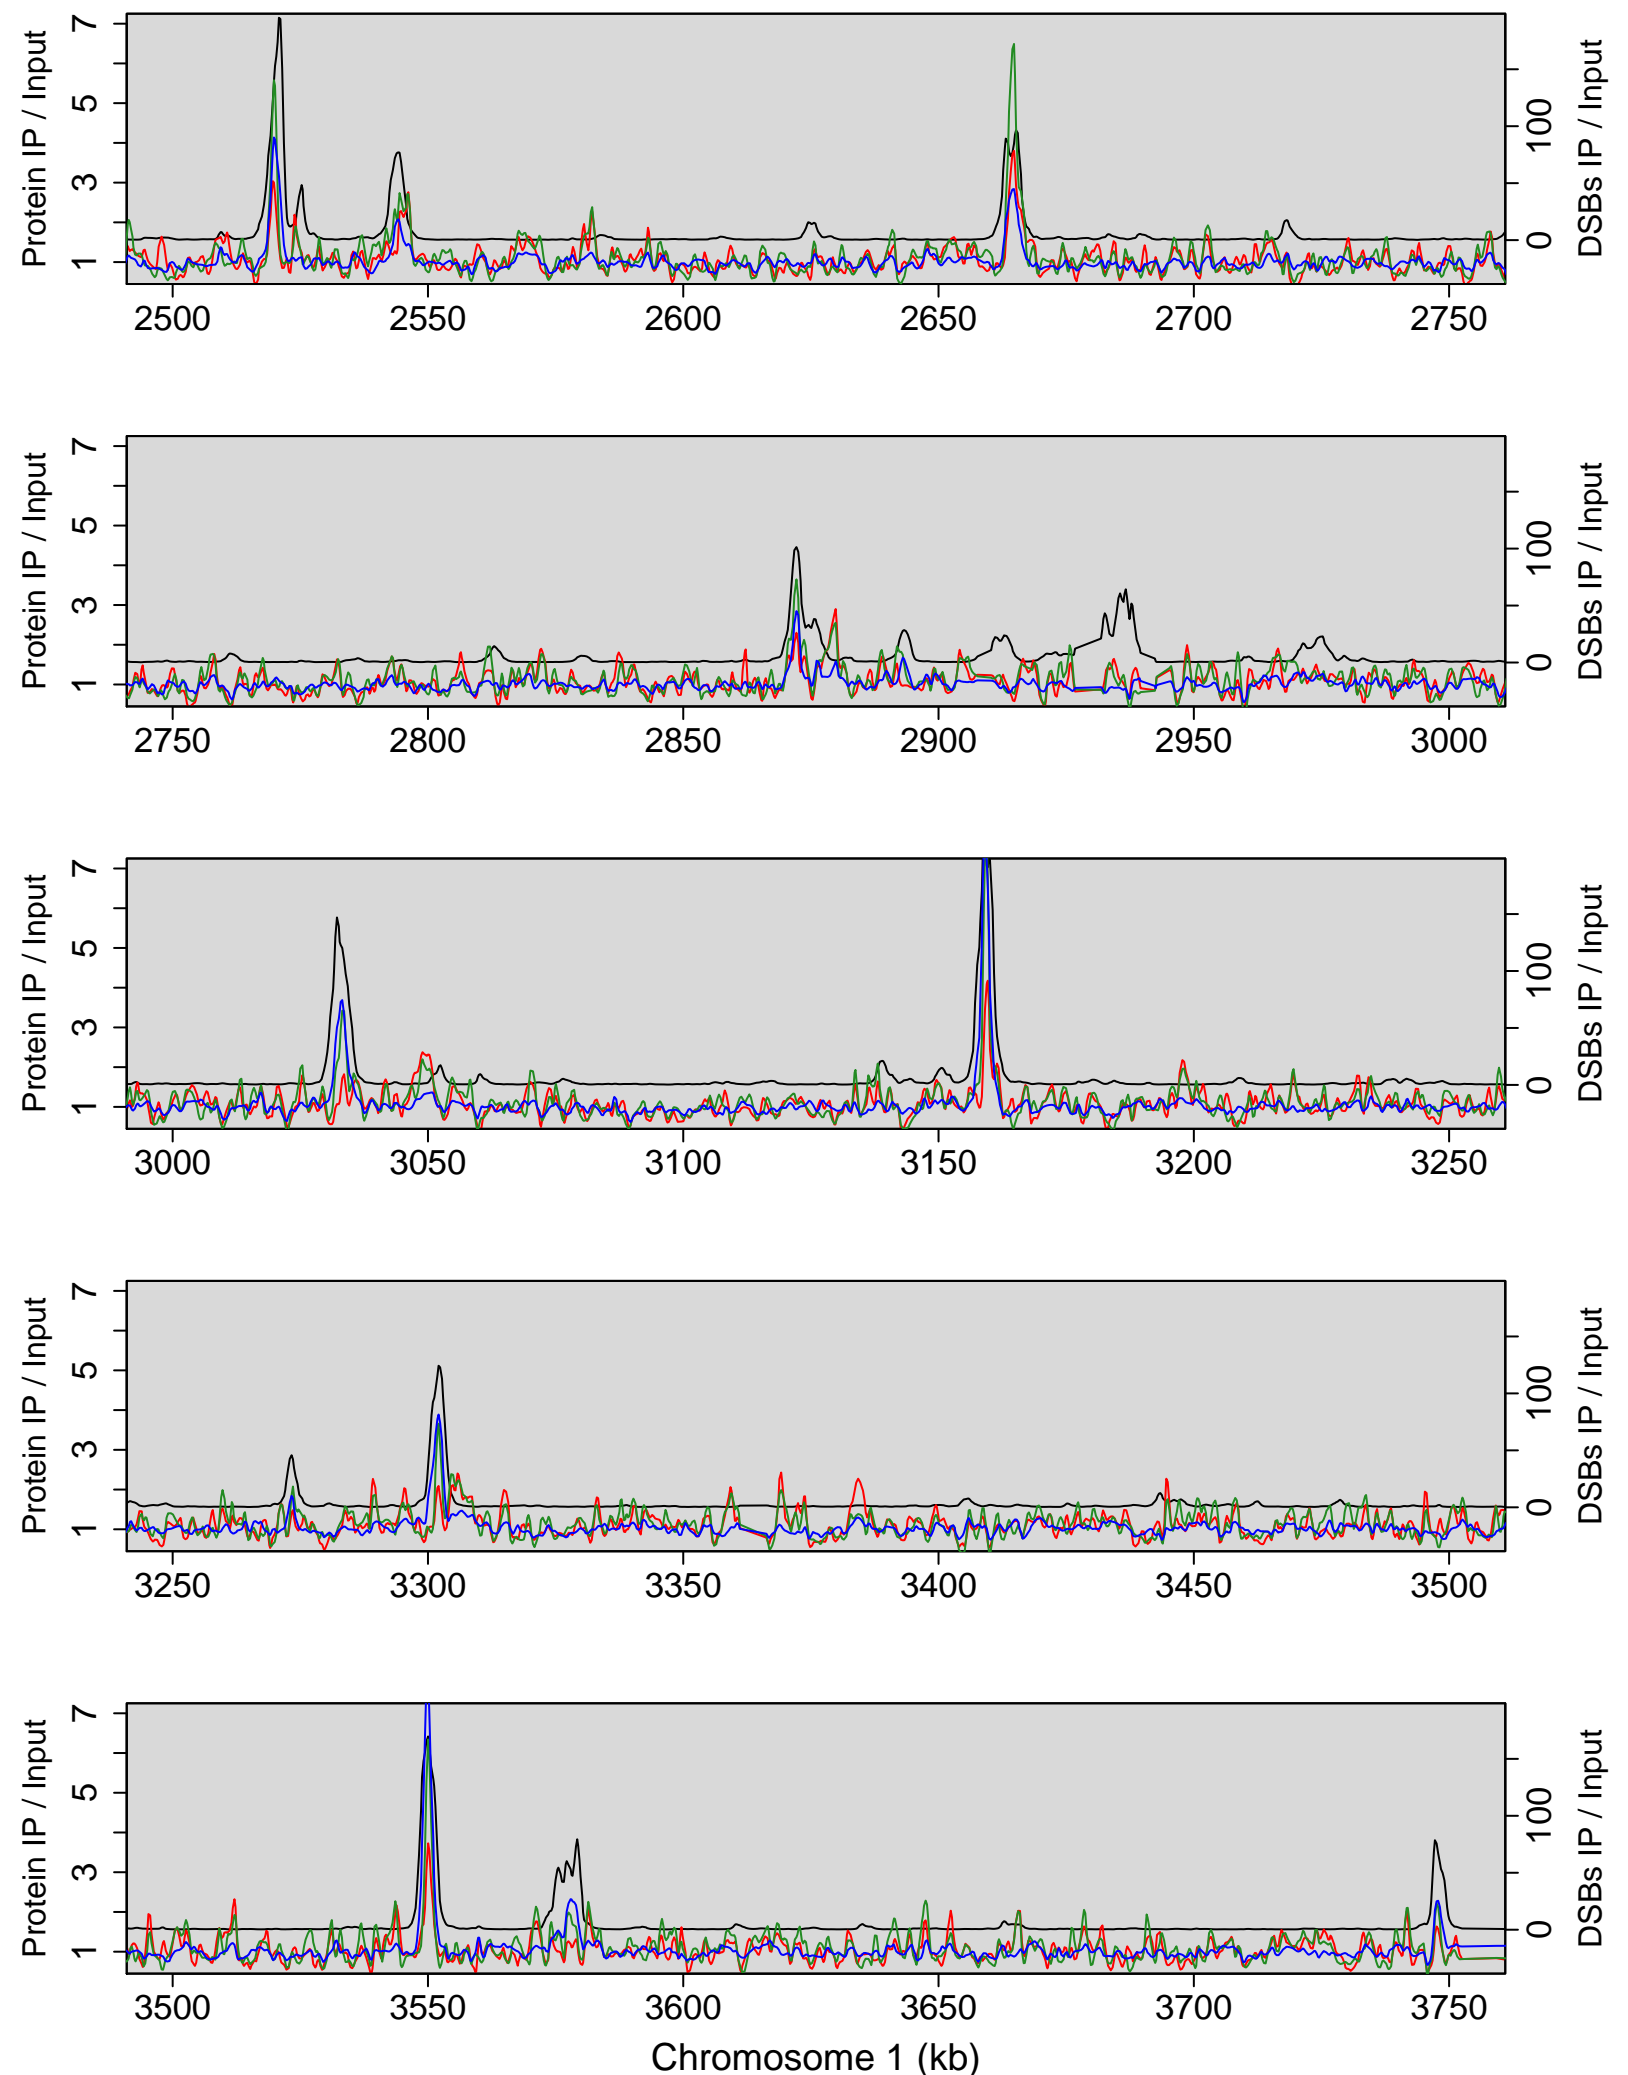 Protein IP / Input
7
5
3
1
100
0
DSBs IP / Input
2500 2550 2600 2650 2700 2750
Protein IP / Input
7
5
3
1
100
0
DSBs IP / Input
2750 2800 2850 2900 2950 3000
Protein IP / Input
7
5
3
1
100
0
DSBs IP / Input
3000 3050 3100 3150 3200 3250
Protein IP / Input
7
5
3
1
100
0
DSBs IP / Input
3250 3300 3350 3400 3450 3500
Protein IP / Input
7
5
3
1
100
0
DSBs IP / Input
3500 3550 3600 3650 3700 3750
Chromosome 1 (kb)